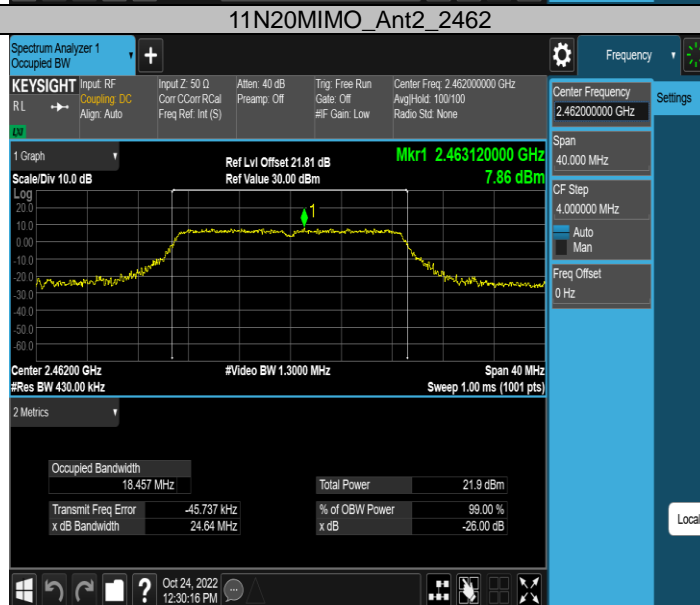 11N20MIMO_Ant2_2462
Spectrum Analyzer 1
Occupied BW
+
Frequency
KEYSIGHT
RL
LXI
Input: RF
Coupling: DC
Align: Auto
Input Z: 50 Ω
Corr CCorr RCal
Freq Ref: Int (S)
Atten: 40 dB
Preamp: Off
Trig: Free Run
Gate: Off
#IF Gain: Low
Center Freq: 2.462000000 GHz
Avg|Hold: 100/100
Radio Std: None
Center Frequency
2.462000000 GHz
Settings
Span
40.000 MHz
CF Step
4.000000 MHz
Auto
Man
Freq Offset
0 Hz
Local
1 Graph
Scale/Div 10.0 dB
Ref Lvl Offset 21.81 dB
Ref Value 30.00 dBm
Mkr1 2.463120000 GHz
7.86 dBm
Log
20.0
10.0
0.00
-10.0
-20.0
-30.0
-40.0
-50.0
-60.0
1
Center 2.46200 GHz
#Res BW 430.00 kHz
#Video BW 1.3000 MHz
Span 40 MHz
Sweep 1.00 ms (1001 pts)
2 Metrics
Occupied Bandwidth
18.457 MHz
Total Power 21.9 dBm
Transmit Freq Error -45.737 kHz
% of OBW Power 99.00 %
x dB Bandwidth 24.64 MHz
x dB -26.00 dB
?
Oct 24, 2022
12:30:16 PM